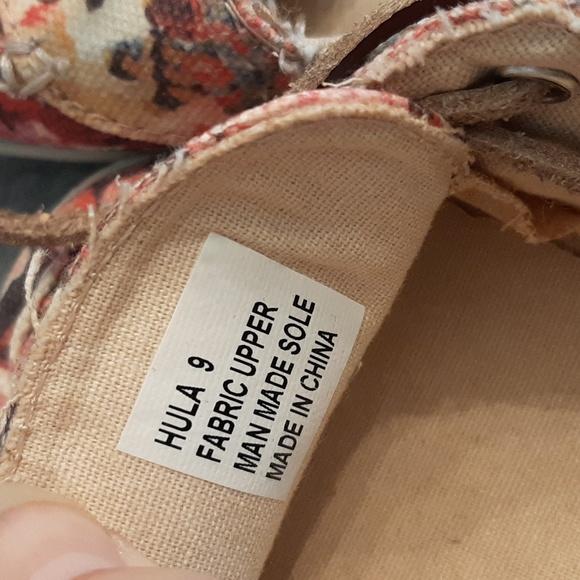 HULA 9
FABRIC UPPER
MAN MADE SOLE
MADE IN CHINA